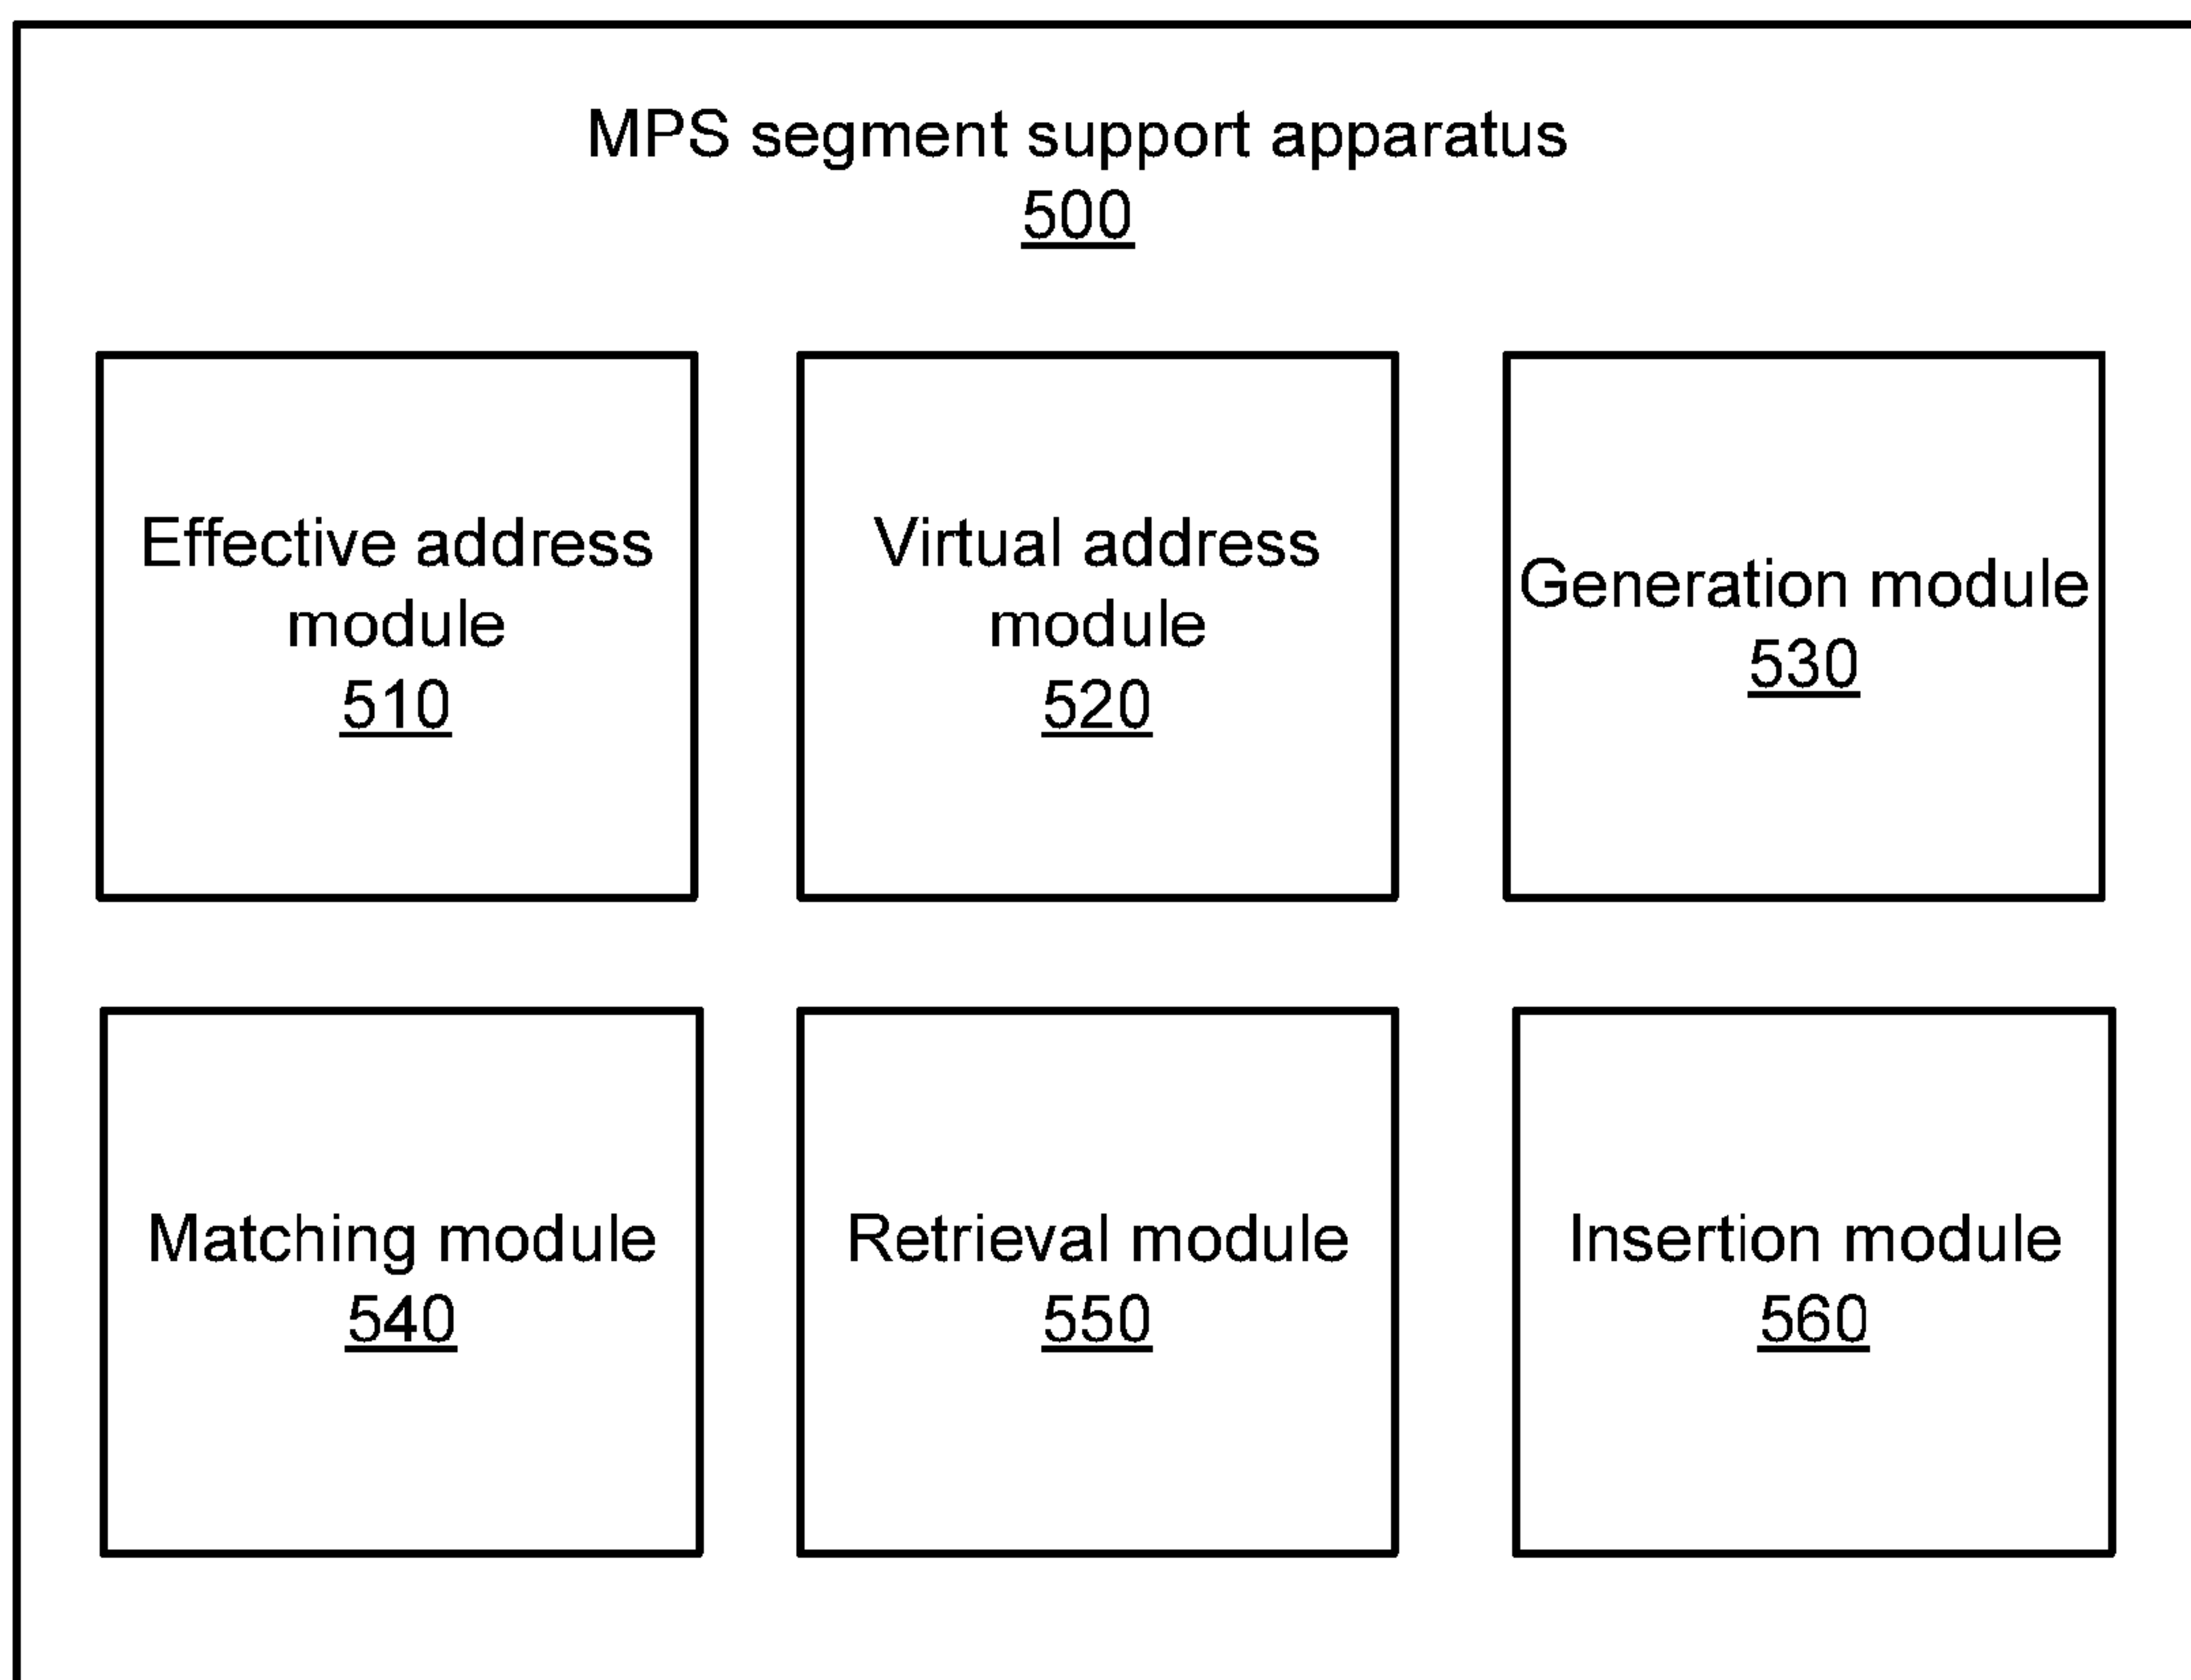 MPS segment support apparatus
500
Effective address
module
510
Virtual address
module
520
Generation module
530
Matching module
540
Retrieval module
550
Insertion module
560